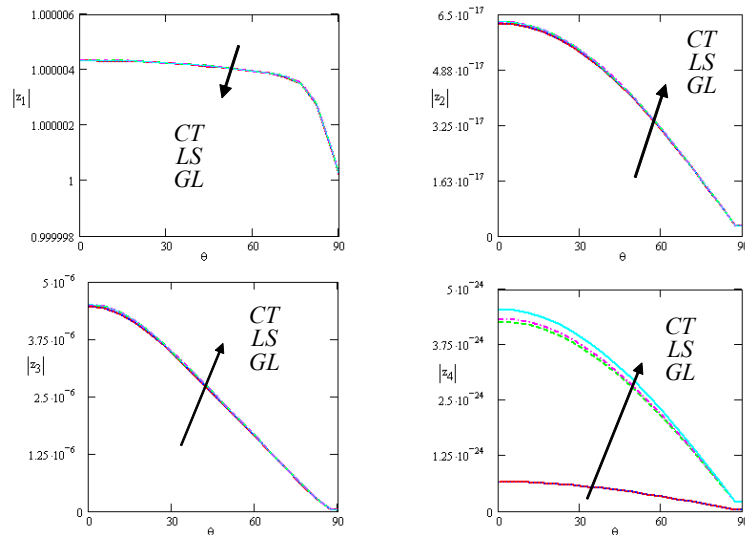 1.000006
1.000004
|z₁|
1.000002
1
0.999998
0 30 60 90
θ
CT
LS
GL
6.5·10⁻¹⁷
4.88·10⁻¹⁷
|z₂|
3.25·10⁻¹⁷
1.63·10⁻¹⁷
0
0 30 60 90
θ
CT
LS
GL
5·10⁻⁶
3.75·10⁻⁶
|z₃|
2.5·10⁻⁶
1.25·10⁻⁶
0
0 30 60 90
θ
CT
LS
GL
5·10⁻²⁴
3.75·10⁻²⁴
|z₄|
2.5·10⁻²⁴
1.25·10⁻²⁴
0
0 30 60 90
θ
CT
LS
GL